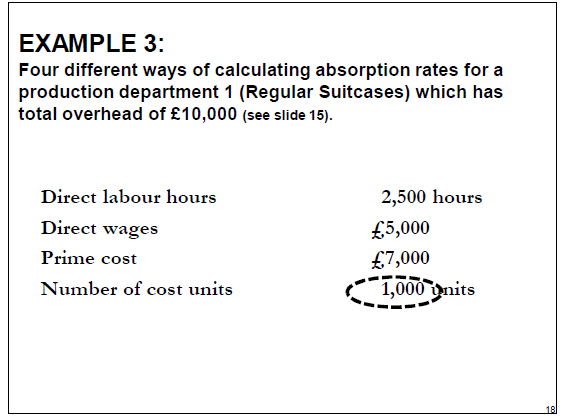 EXAMPLE 3:
Four different ways of calculating absorption rates for a
production department 1 (Regular Suitcases) which has
total overhead of £10,000 (see slide 15).
Direct labour hours 2,500 hours
Direct wages £5,000
Prime cost £7,000
Number of cost units 1,000 units
18